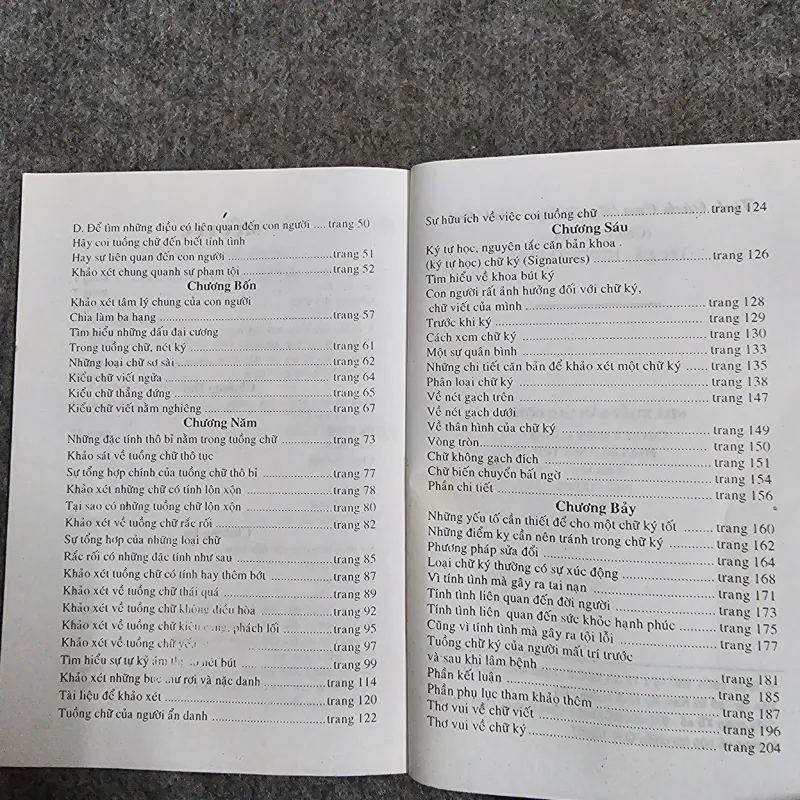 D. Để tìm những điều có liên quan đến con người .... trang 50
Hãy coi tuồng chữ đến biết tính tình
Hay sự liên quan đến con người ........ trang 51
Khảo xét chung quanh sự phạm tội ........ trang 52
Chương Bốn
Khảo xét tâm lý chung của con người
Chia làm ba hạng ........ trang 57
Tìm hiểu những dấu đại cương
Trong tuồng chữ, nét ký ........ trang 61
Những loại chữ sơ sài ........ trang 62
Kiểu chữ viết ngửa ........ trang 64
Kiểu chữ thẳng đứng ........ trang 65
Kiểu chữ viết nằm nghiêng ........ trang 67
Chương Năm
Những đặc tính thô bỉ nằm trong tuồng chữ ........ trang 73
Khảo sát về tuồng chữ thô tục
Sự tổng hợp chính của tuồng chữ thô bỉ ........ trang 77
Khảo xét những chữ có tính lộn xộn ........ trang 78
Tại sao có những tuồng chữ lộn xộn ........ trang 80
Khảo xét về tuồng chữ rắc rối ........ trang 82
Sự tổng hợp của những loại chữ
Rắc rối có những đặc tính như sau ........ trang 85
Khảo xét tuồng chữ có tính hay thêm bớt ........ trang 87
Khảo xét về tuồng chữ thái quá ........ trang 89
Khảo xét về tuồng chữ không điều hòa ........ trang 92
Khảo xét về tuồng chữ phách lối ........ trang 95
Khảo xét về tuồng chữ ........ trang 97
Tìm hiểu sự tự kỷ nét bút ........ trang 99
Khảo xét những bức thư rơi và nặc danh ........ trang 114
Tài liệu để khảo xét ........ trang 120
Tuồng chữ của người ẩn danh ........ trang 122
Sự hữu ích về việc coi tuồng chữ ........ trang 124
Chương Sáu
Ký tự học, nguyên tắc căn bản khoa
(ký tự học) chữ ký (Signatures) ........ trang 126
Tìm hiểu về khoa bút ký
Con người rất ảnh hưởng đối với chữ ký,
chữ viết của mình ........ trang 128
Trước khi ký ........ trang 129
Cách xem chữ ký ........ trang 130
Một sự quân bình ........ trang 133
Những chi tiết căn bản để khảo xét một chữ ký ........ trang 135
Phân loại chữ ký ........ trang 138
Về nét gạch trên ........ trang 147
Về nét gạch dưới
Về thân hình của chữ ký ........ trang 149
Vòng tròn ........ trang 150
Chữ không gạch đích ........ trang 151
Chữ biến chuyển bất ngờ ........ trang 154
Phần chi tiết ........ trang 156
Chương Bảy
Những yếu tố cần thiết để cho một chữ ký tốt ........ trang 160
Những điểm kỵ cần nên tránh trong chữ ký ........ trang 162
Phương pháp sửa đổi ........ trang 164
Loại chữ ký thường có sự xúc động ........ trang 168
Vì tính tình mà gây ra tai nạn ........ trang 171
Tính tình liên quan đến đời người ........ trang 173
Tính tình liên quan đến sức khỏe hạnh phúc ........ trang 175
Cũng vì tính tình mà gây ra tội lỗi ........ trang 177
Tuồng chữ ký của người mất trí trước
và sau khi lâm bệnh ........ trang 181
Phần kết luận ........ trang 185
Phần phụ lục tham khảo thêm ........ trang 187
Thơ vui về chữ viết ........ trang 196
Thơ vui về chữ ký ........ trang 204